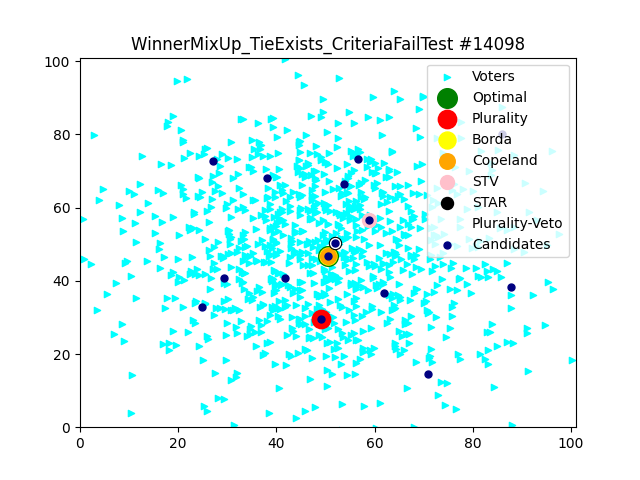 WinnerMixUp_TieExists_CriteriaFailTest #14098
100
80
60
40
20
0
0
20
40
60
80
100
Voters
Optimal
Plurality
Borda
Copeland
STV
STAR
Plurality-Veto
Candidates